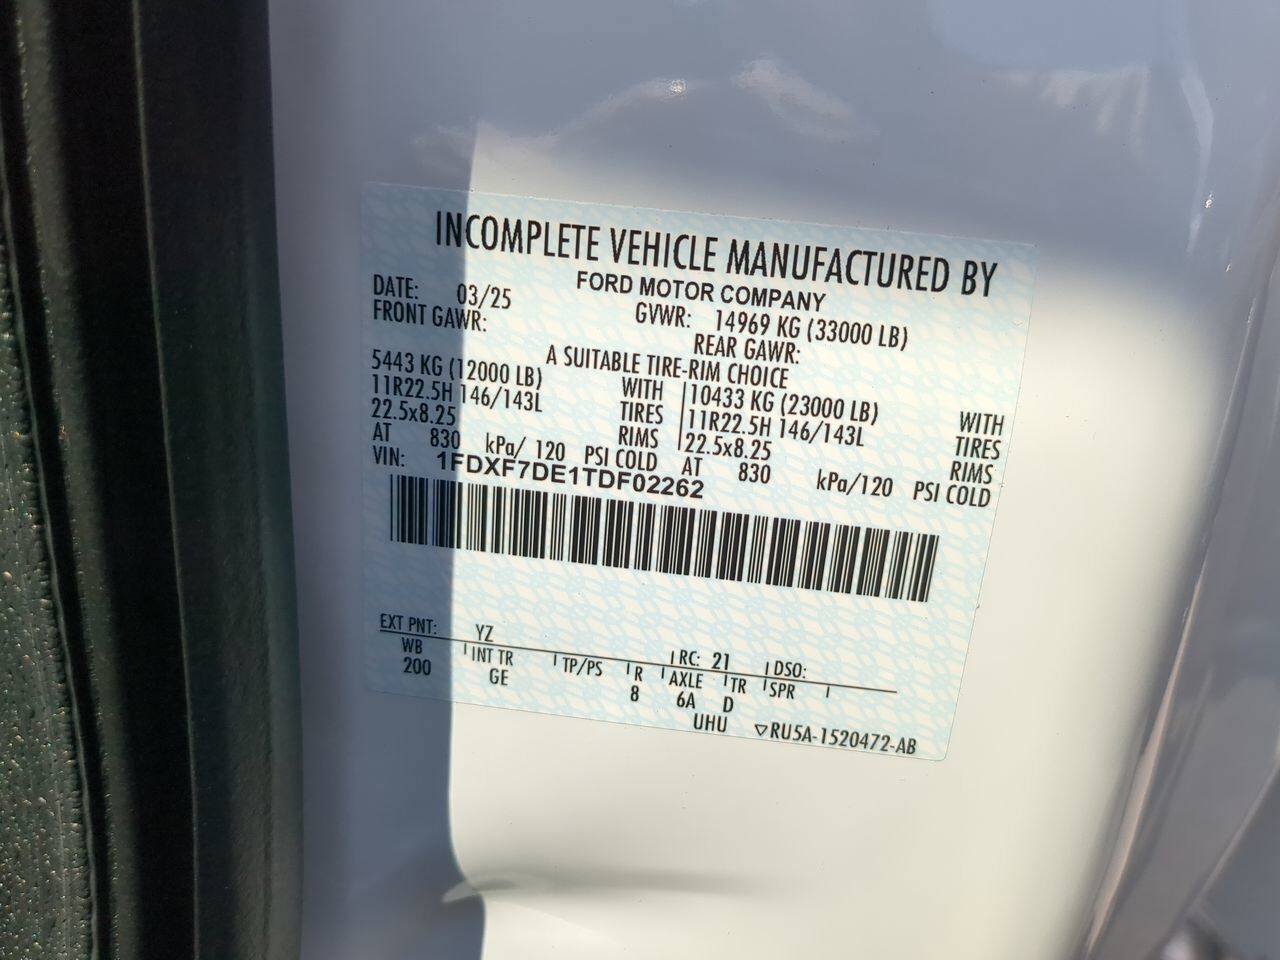 INCOMPLETE VEHICLE MANUFACTURED BY
FORD MOTOR COMPANY
DATE: 03/25 GVWR: 14969 KG (33000 LB)
FRONT GAWR: REAR GAWR:
A SUITABLE TIRE-RIM CHOICE
5443 KG (12000 LB) WITH 10433 KG (23000 LB) WITH
11R22.5H 146/143L TIRES 11R22.5H 146/143L TIRES
22.5x8.25 RIMS 22.5x8.25 RIMS
AT 830 kPa/ 120 PSI COLD AT 830 kPa/120 PSI COLD
VIN: 1FDXF7DE1TDF02262
EXT PNT: YZ RC: 21 DSO:
WB INT TR TP/PS R AXLE TR SPR
200 GE 8 6A D
UHU ▽RU5A-1520472-AB